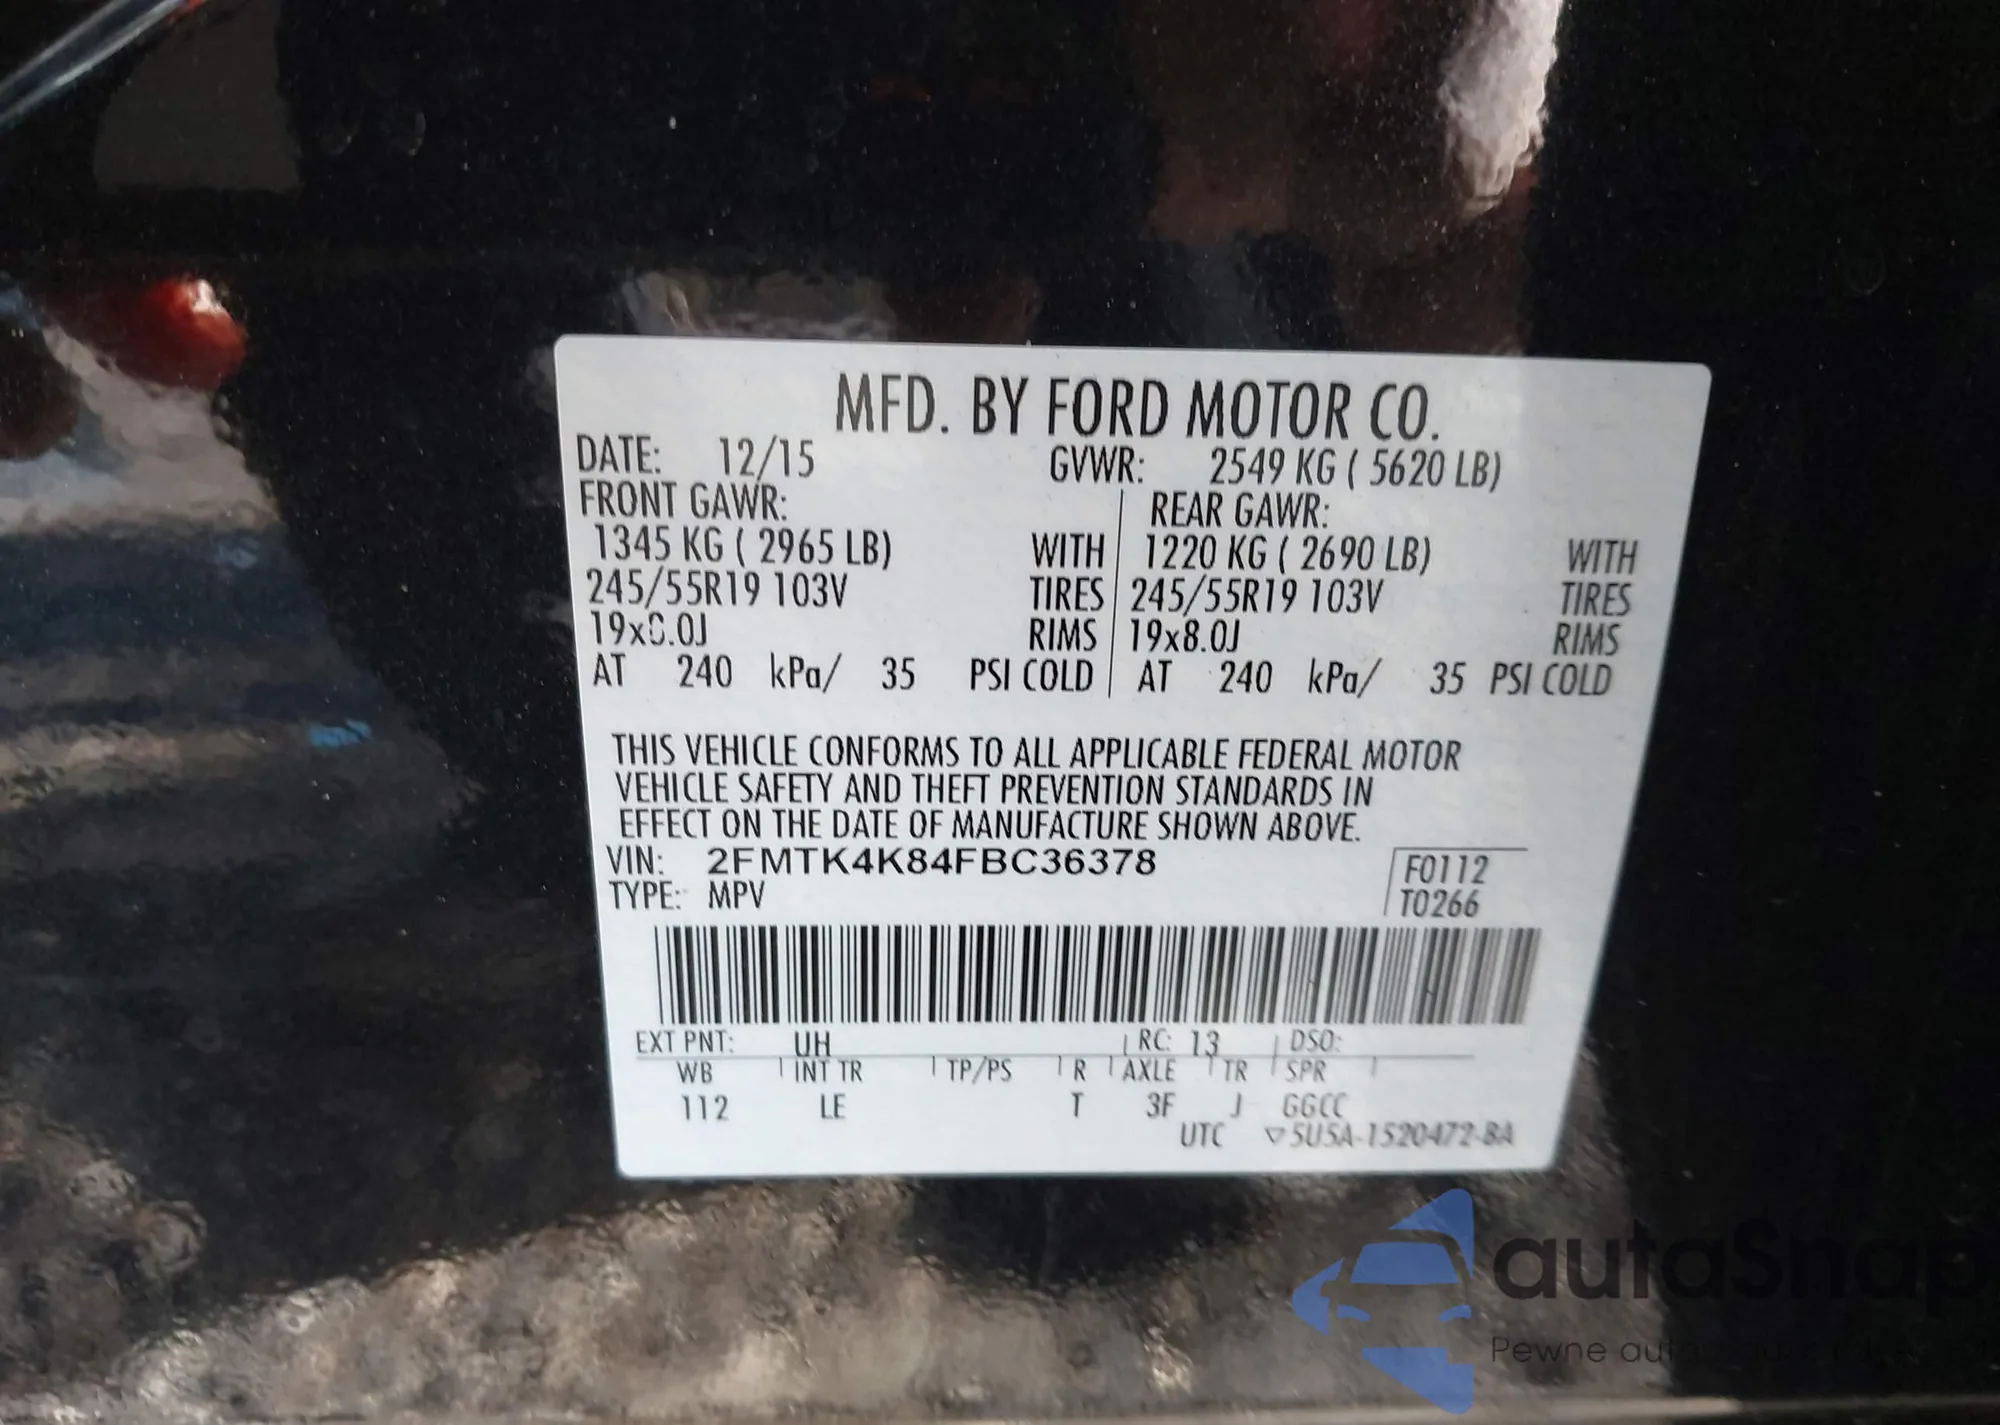 MFD. BY FORD MOTOR CO.
DATE: 12/15 GVWR: 2549 KG ( 5620 LB)
FRONT GAWR: REAR GAWR:
1345 KG ( 2965 LB) WITH 1220 KG ( 2690 LB) WITH
245/55R19 103V TIRES 245/55R19 103V TIRES
19x8.0J RIMS 19x8.0J RIMS
AT 240 kPa/ 35 PSI COLD AT 240 kPa/ 35 PSI COLD
THIS VEHICLE CONFORMS TO ALL APPLICABLE FEDERAL MOTOR
VEHICLE SAFETY AND THEFT PREVENTION STANDARDS IN
EFFECT ON THE DATE OF MANUFACTURE SHOWN ABOVE.
VIN: 2FMTK4K84FBC36378 F0112
TYPE: MPV T0266
EXT PNT: UH RC: 13 DSO:
WB INT TR TP/PS R AXLE TR SPR
112 LE T 3F J GGCC
UTC ▽5U5A-1520472-BA
autaSnap
Pewne